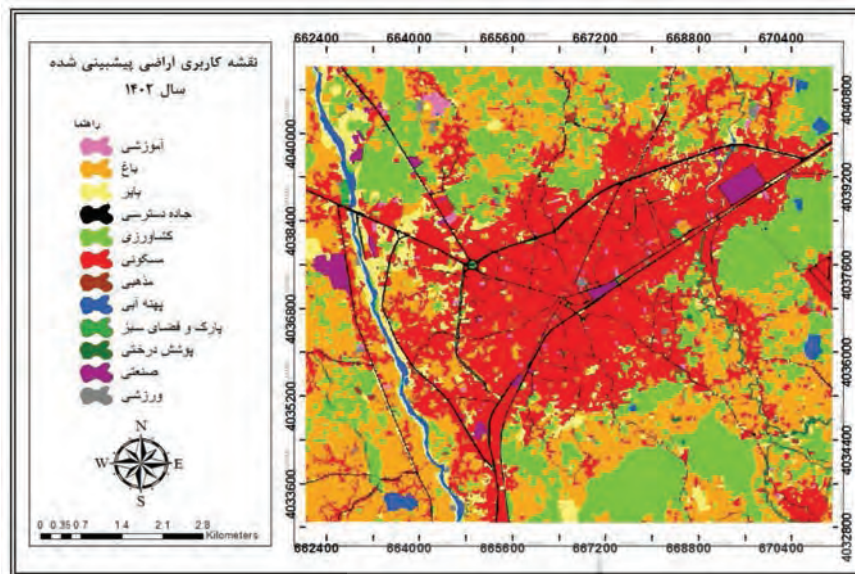 نقشه کاربری اراضی پیشبینی شده
سال ۱۴۰۲
راهنما
آموزشی
باغ
بایر
جاده دسترسی
کشاورزی
مسکونی
مذهبی
پهنه آبی
پارک و فضای سبز
پوشش درختی
صنعتی
ورزشی
N
W E
S
0 0.35 0.7 1.4 2.1 2.8
Kilometers
662400 664000 665600 667200 668800 670400
4040000
4038400
4036800
4035200
4033600
4040800
4039200
4037600
4036000
4034400
4032800
662400 664000 665600 667200 668800 670400